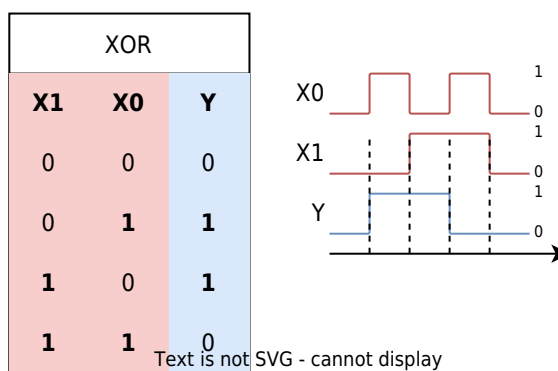 XOR
X1 X0 Y
0 0 0
0 1 1
1 0 1
1 1 0
Text is not SVG - cannot display
X0 1
0
X1 1
0
Y 1
0